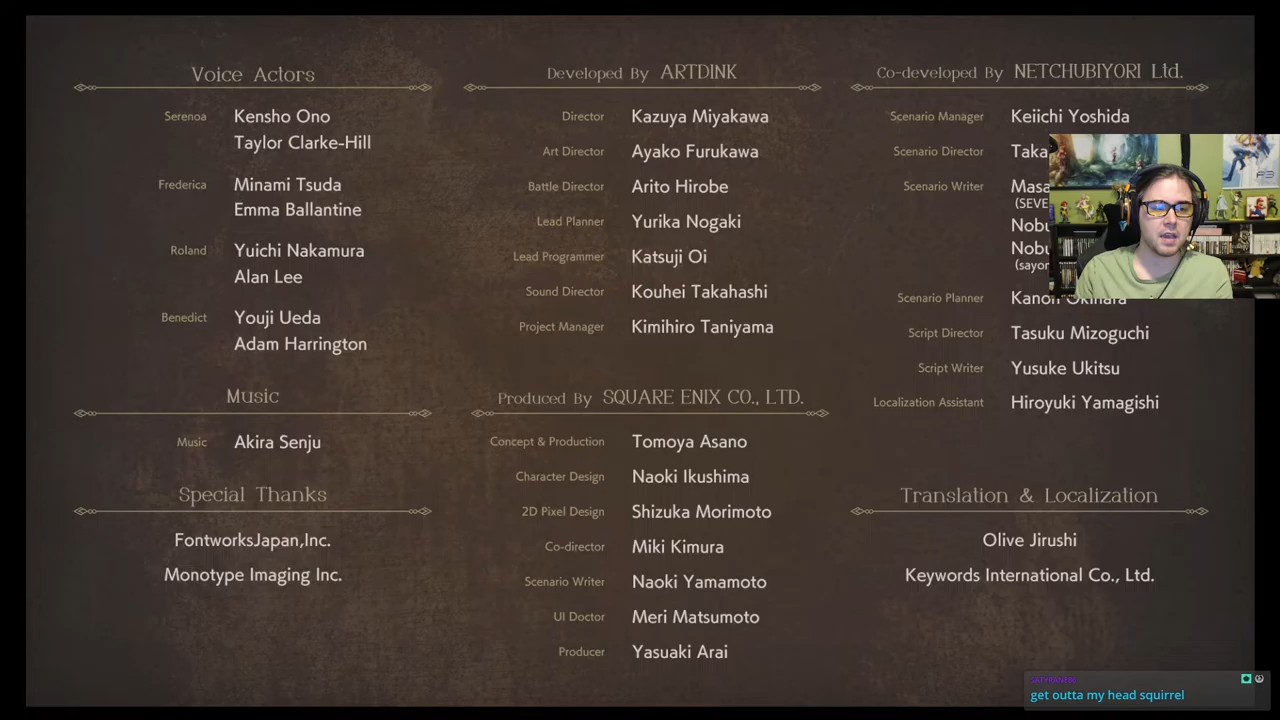 Voice Actors
Serenoa Kensho Ono
Taylor Clarke-Hill
Frederica Minami Tsuda
Emma Ballantine
Roland Yuichi Nakamura
Alan Lee
Benedict Youji Ueda
Adam Harrington
Music
Music Akira Senju
Special Thanks
FontworksJapan,Inc.
Monotype Imaging Inc.
Developed By ARTDINK
Director Kazuya Miyakawa
Art Director Ayako Furukawa
Battle Director Arito Hirobe
Lead Planner Yurika Nogaki
Lead Programmer Katsuji Oi
Sound Director Kouhei Takahashi
Project Manager Kimihiro Taniyama
Produced By SQUARE ENIX CO., LTD.
Concept & Production Tomoya Asano
Character Design Naoki Ikushima
2D Pixel Design Shizuka Morimoto
Co-director Miki Kimura
Scenario Writer Naoki Yamamoto
UI Doctor Meri Matsumoto
Producer Yasuaki Arai
Co-developed By NETCHUBIYORI Ltd.
Scenario Manager Keiichi Yoshida
Scenario Director Taka
Scenario Writer Masa
(SEVE
Nobu
Nobu
(sayor
Scenario Planner Kanon
Script Director Tasuku Mizoguchi
Script Writer Yusuke Ukitsu
Localization Assistant Hiroyuki Yamagishi
Translation & Localization
Olive Jirushi
Keywords International Co., Ltd.
get outta my head squirrel